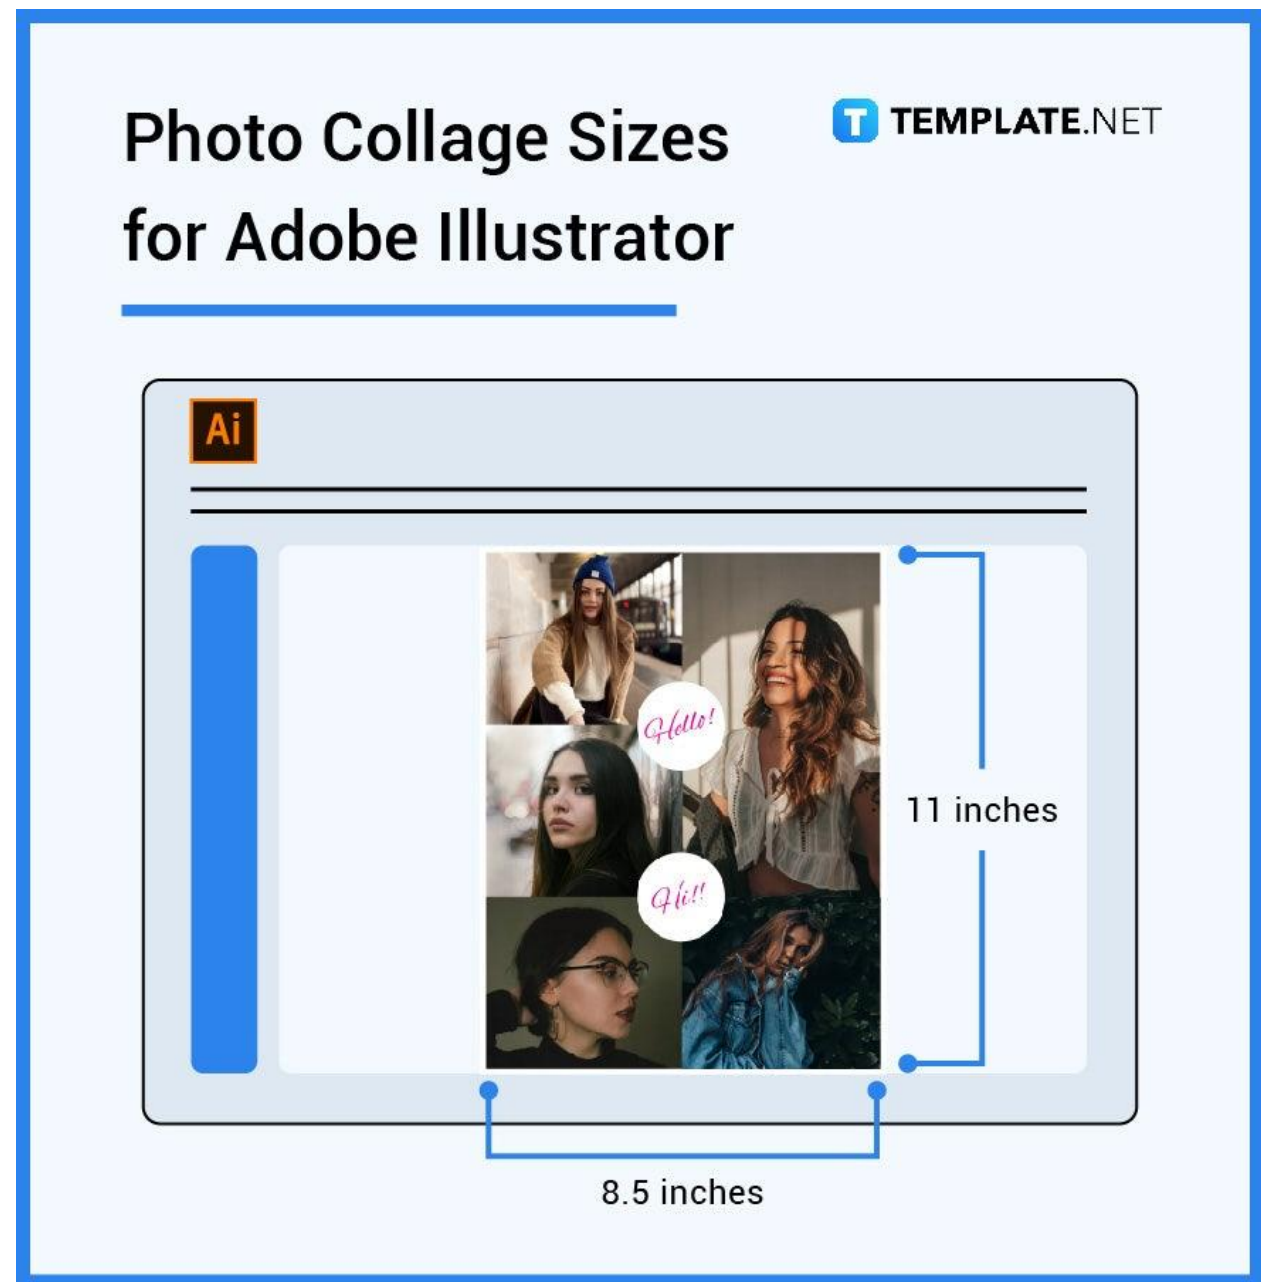 Photo Collage Sizes
for Adobe Illustrator
TEMPLATE.NET
Ai
Hello!
11 inches
Hi!!
8.5 inches